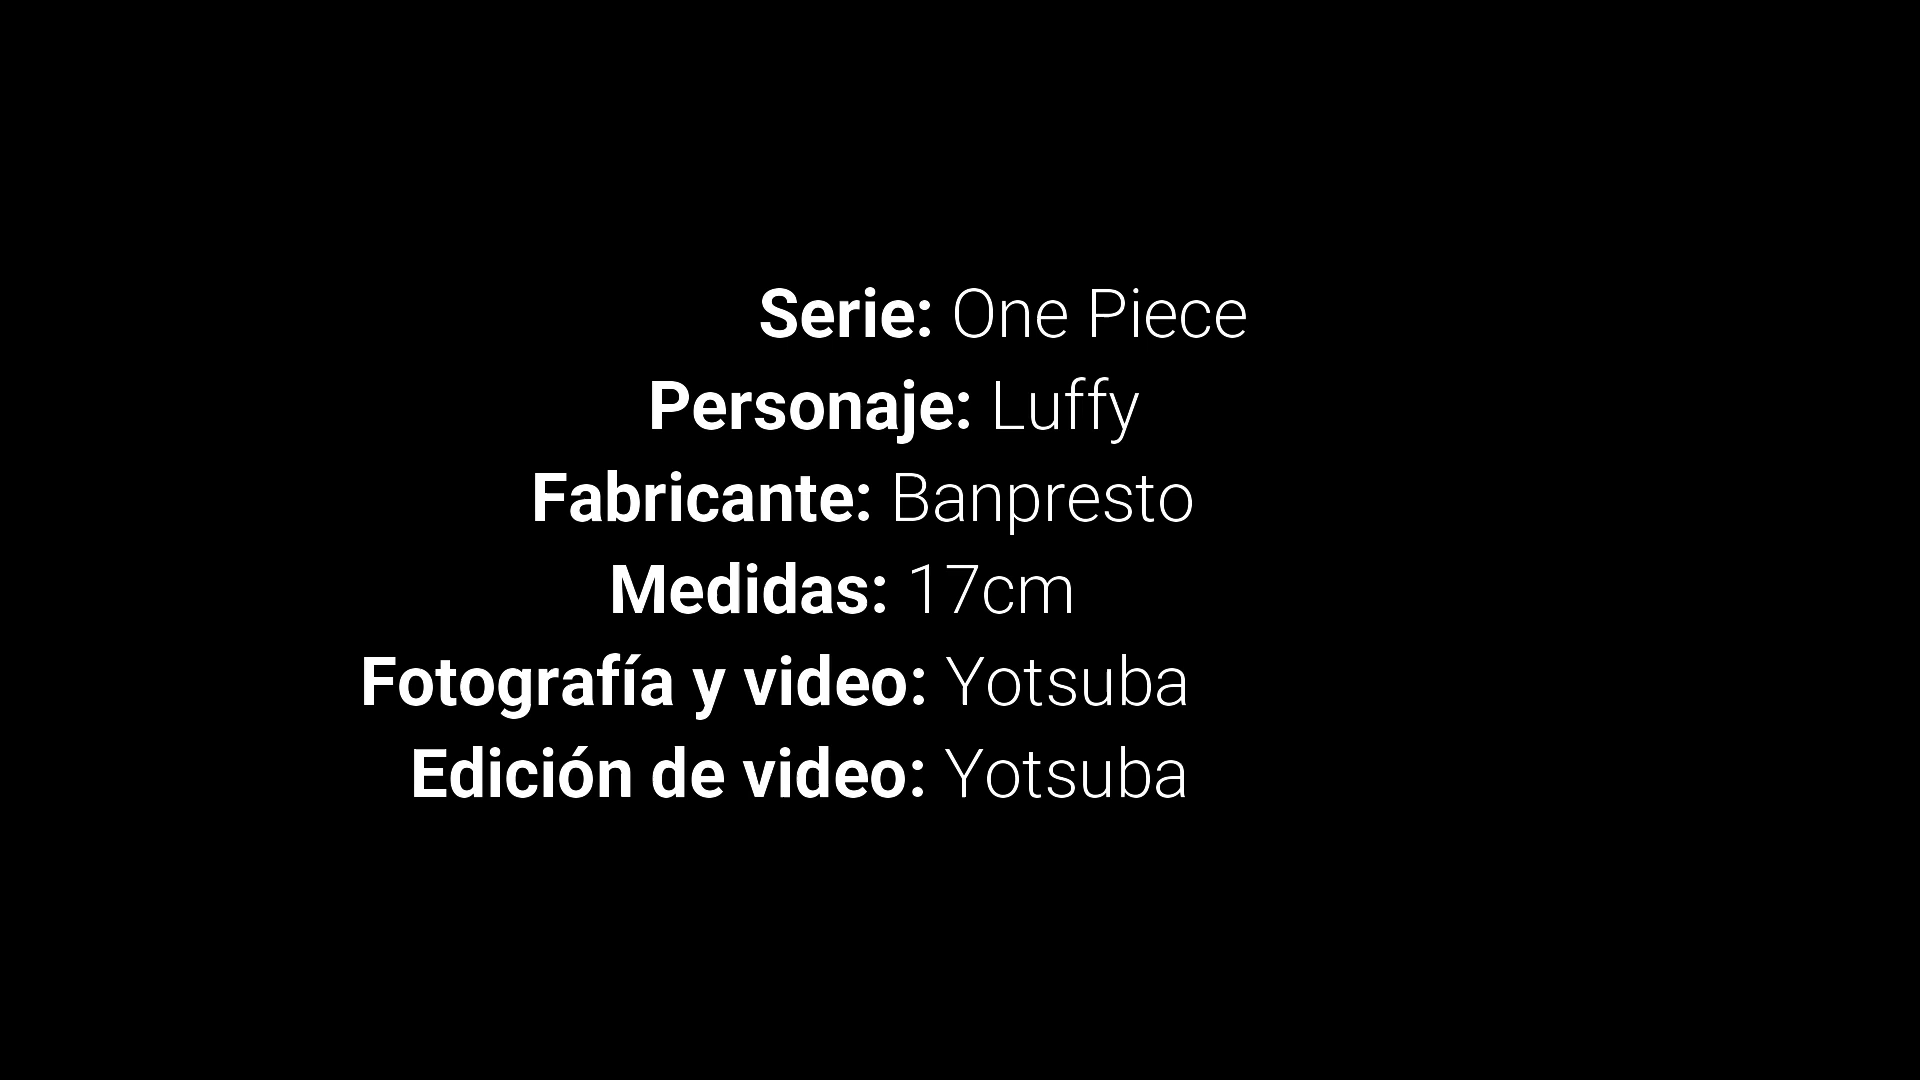 Serie: One Piece
Personaje: Luffy
Fabricante: Banpresto
Medidas: 17cm
Fotografía y video: Yotsuba
Edición de video: Yotsuba